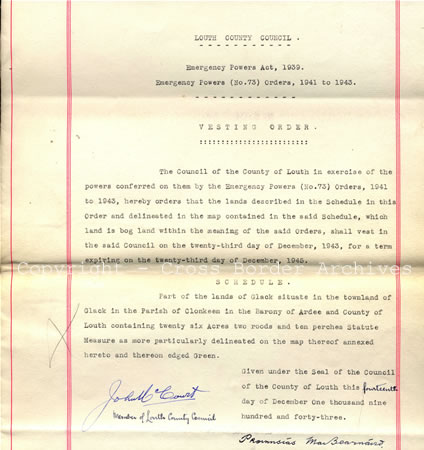 LOUTH COUNTY COUNCIL.
Emergency Powers Act, 1939.
Emergency Powers (No.73) Orders, 1941 to 1943.
VESTING ORDER.
The Council of the County of Louth in exercise of the
powers conferred on them by the Emergency Powers (No.73) Orders, 1941
to 1943, hereby orders that the lands described in the Schedule in this
Order and delineated in the map contained in the said Schedule, which
land is bog land within the meaning of the said Orders, shall vest in
the said Council on the twenty-third day of December, 1943, for a term
expiring on the twenty-third day of December, 1945.
Copyright - Cross Border Archives
SCHEDULE.
Part of the lands of Glack situate in the townland of
Glack in the Parish of Clonkeen in the Barony of Ardee and County of
Louth containing twenty six Acres two roods and ten perches Statute
Measure as more particularly delineated on the map thereof annexed
hereto and thereon edged Green.
Given under the Seal of the Council
of the County of Louth this fourteenth
day of December One thousand nine
hundred and forty-three.
John McCourt
Member of Louth County Council